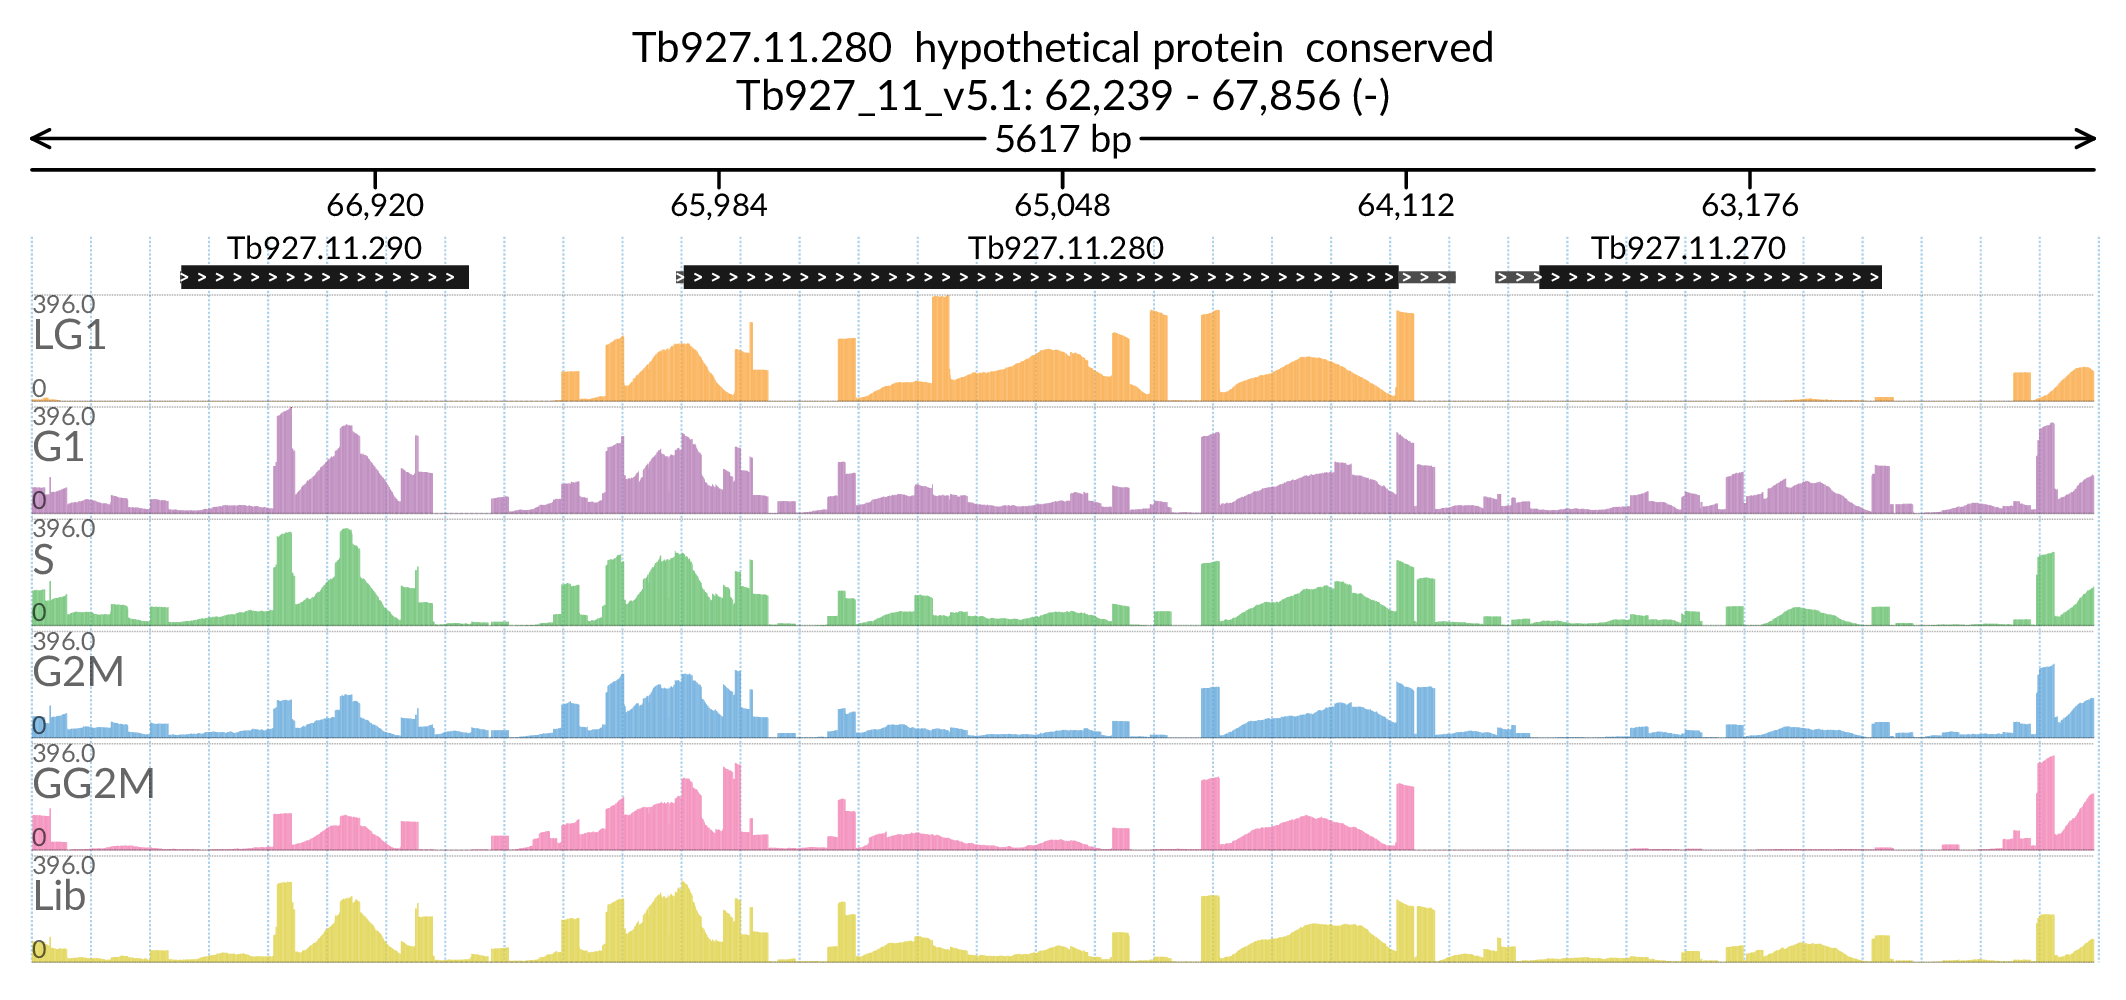 Tb927.11.280 hypothetical protein conserved
Tb927_11_v5.1: 62,239 - 67,856 (-)
5617 bp
66,920 65,984 65,048 64,112 63,176
Tb927.11.290 Tb927.11.280 Tb927.11.270
396.0
LG1
0
396.0
G1
0
396.0
S
0
396.0
G2M
0
396.0
GG2M
0
396.0
Lib
0